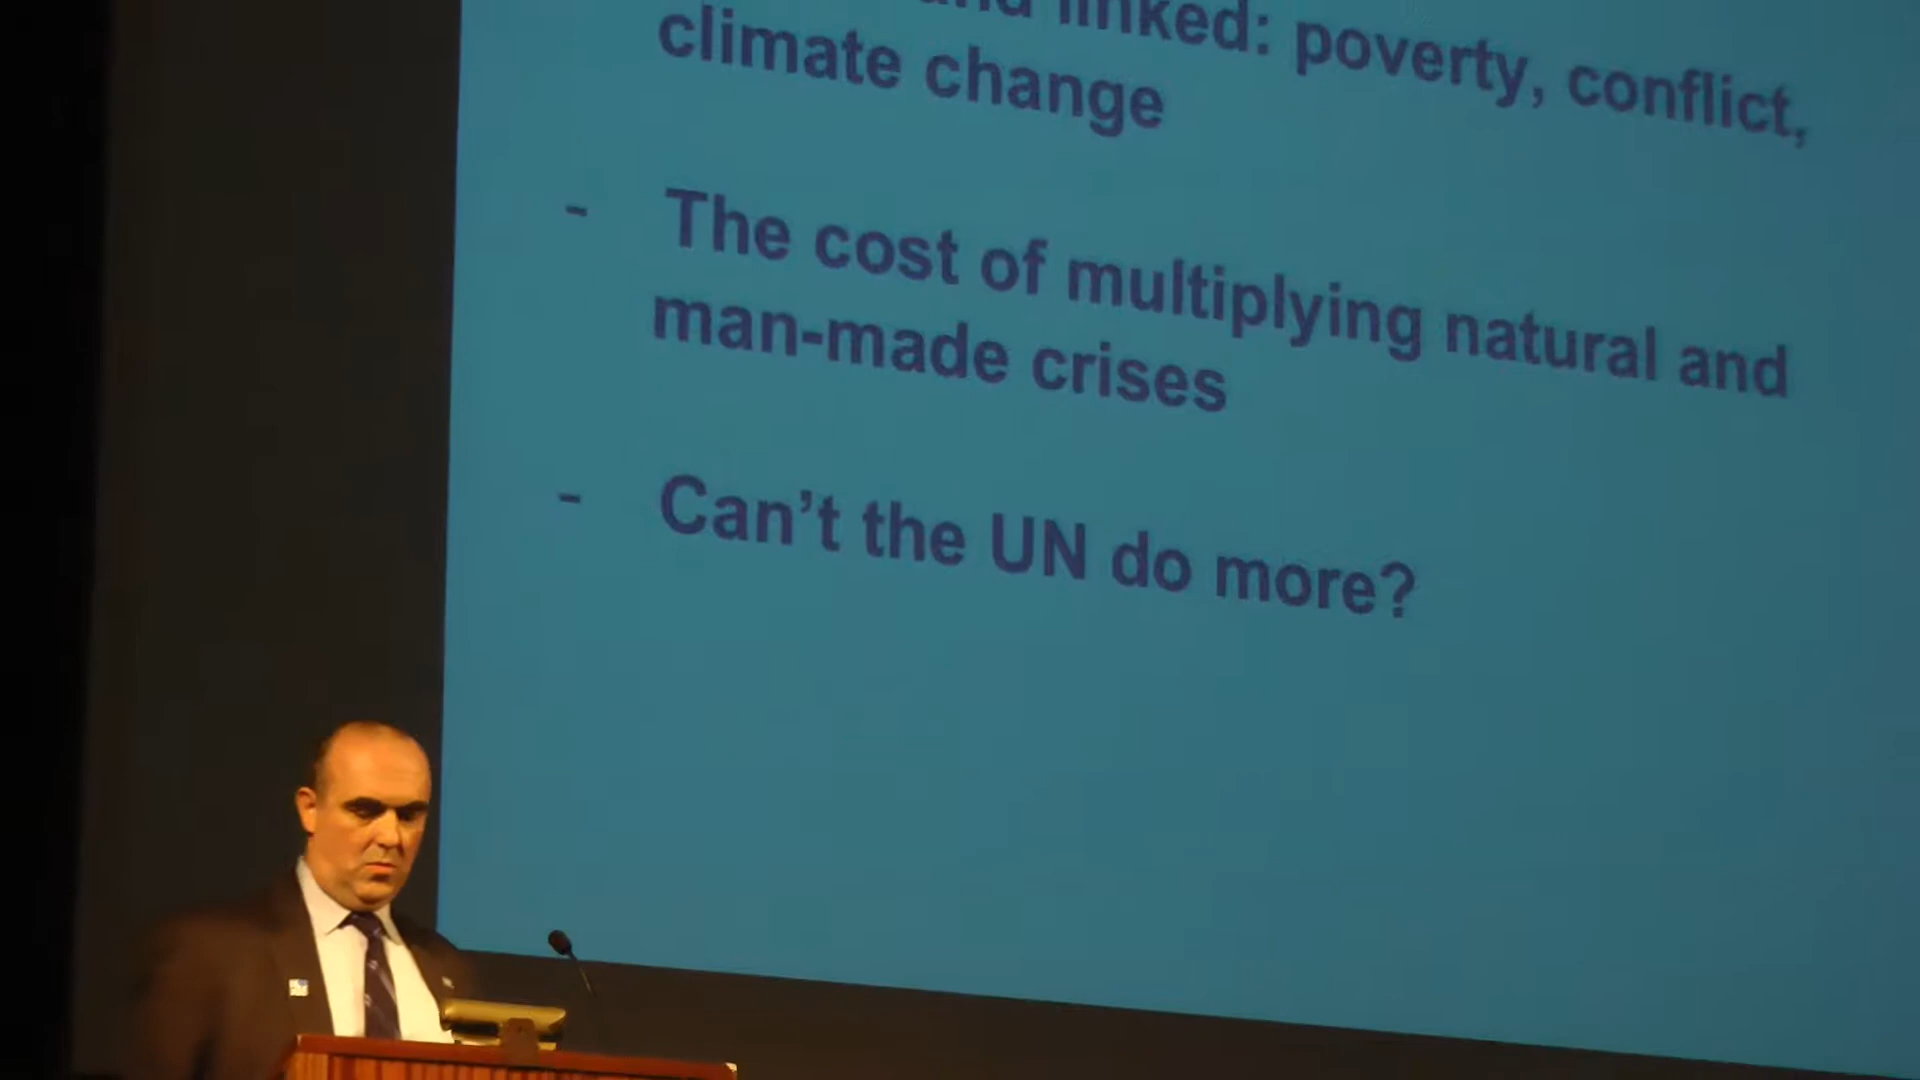 linked: poverty, conflict,
climate change
- The cost of multiplying natural and
man-made crises
- Can't the UN do more?